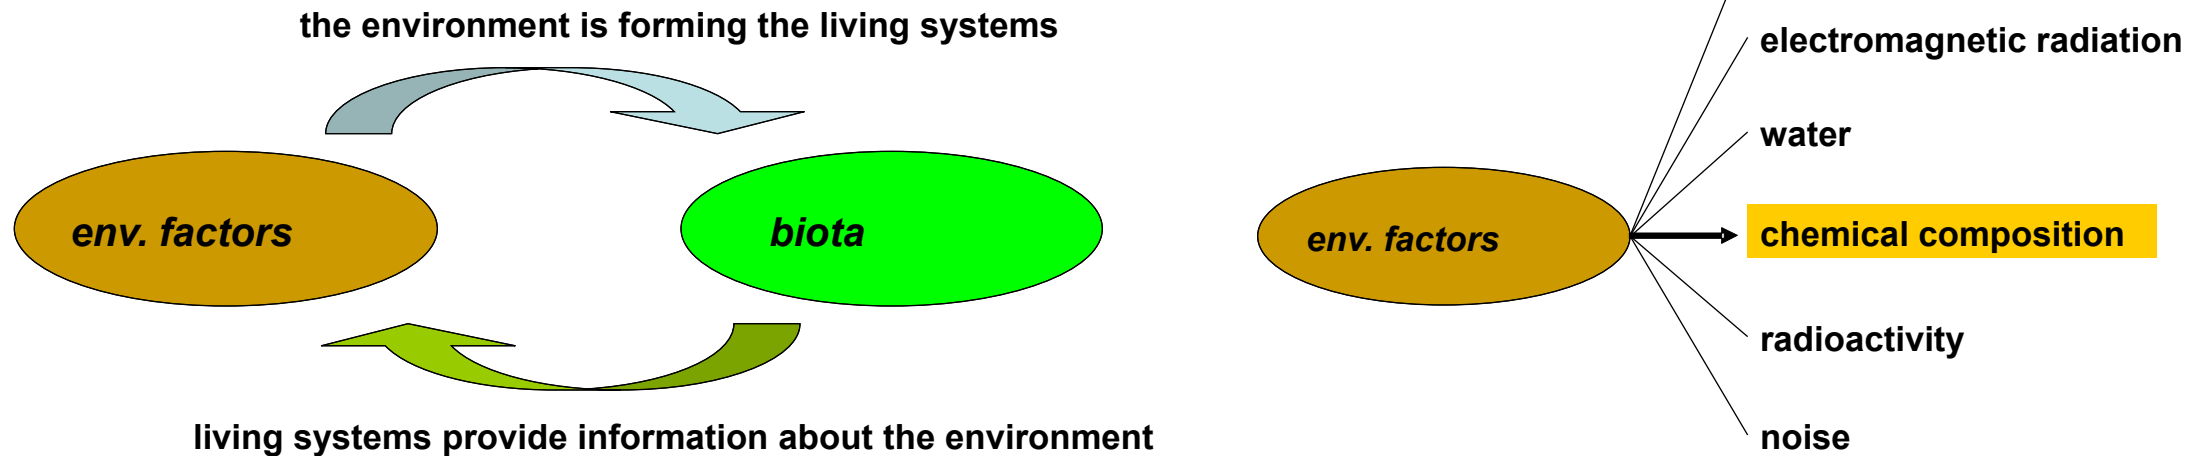 the environment is forming the living systems
env. factors
biota
living systems provide information about the environment
env. factors
electromagnetic radiation
water
chemical composition
radioactivity
noise